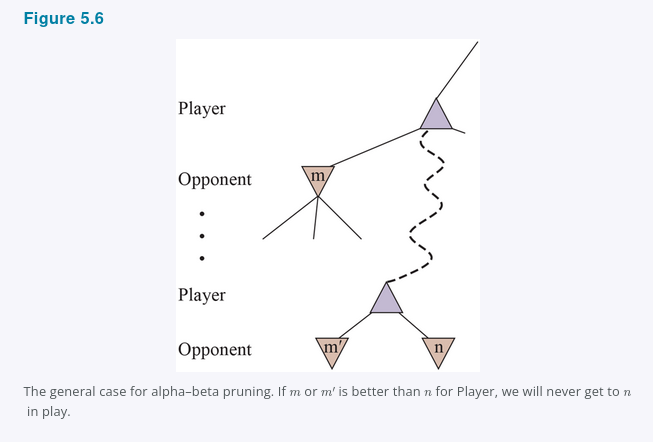 Figure 5.6
Player
Opponent
m
Player
Opponent
m′
n
The general case for alpha–beta pruning. If m or m′ is better than n for Player, we will never get to n
in play.